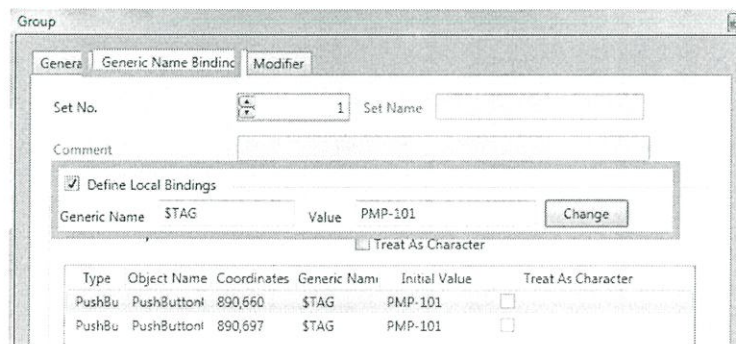 Group
Genera Generic Name Binding Modifier
Set No. 1 Set Name
Comment
Define Local Bindings
Generic Name $TAG Value PMP-101 Change
Treat As Character
Type Object Name Coordinates Generic Name Initial Value Treat As Character
PushBu PushButton 890,660 $TAG PMP-101
PushBu PushButton 890,697 $TAG PMP-101